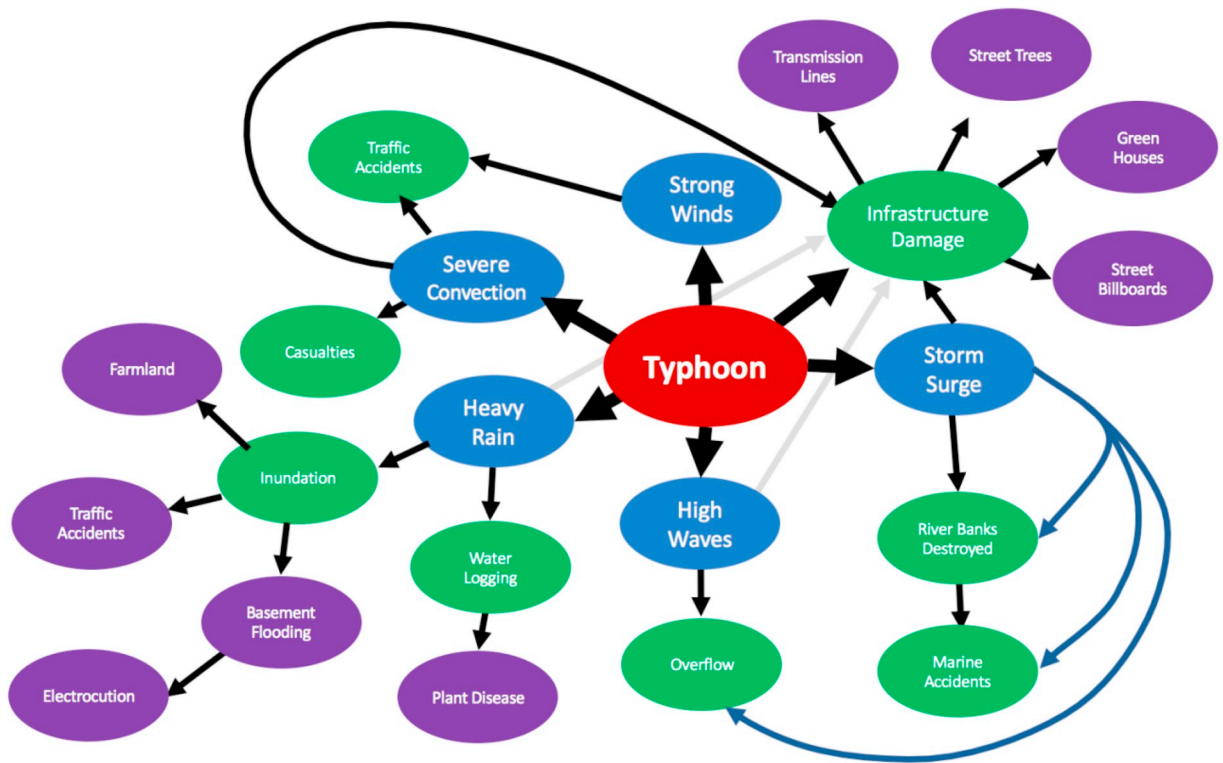 Transmission
Lines
Street Trees
Green
Houses
Traffic
Accidents
Strong
Winds
Infrastructure
Damage
Severe
Convection
Street
Billboards
Casualties
Typhoon
Storm
Surge
Farmland
Heavy
Rain
Inundation
High
Waves
Traffic
Accidents
River Banks
Destroyed
Water
Logging
Basement
Flooding
Overflow
Marine
Accidents
Electrocution
Plant Disease